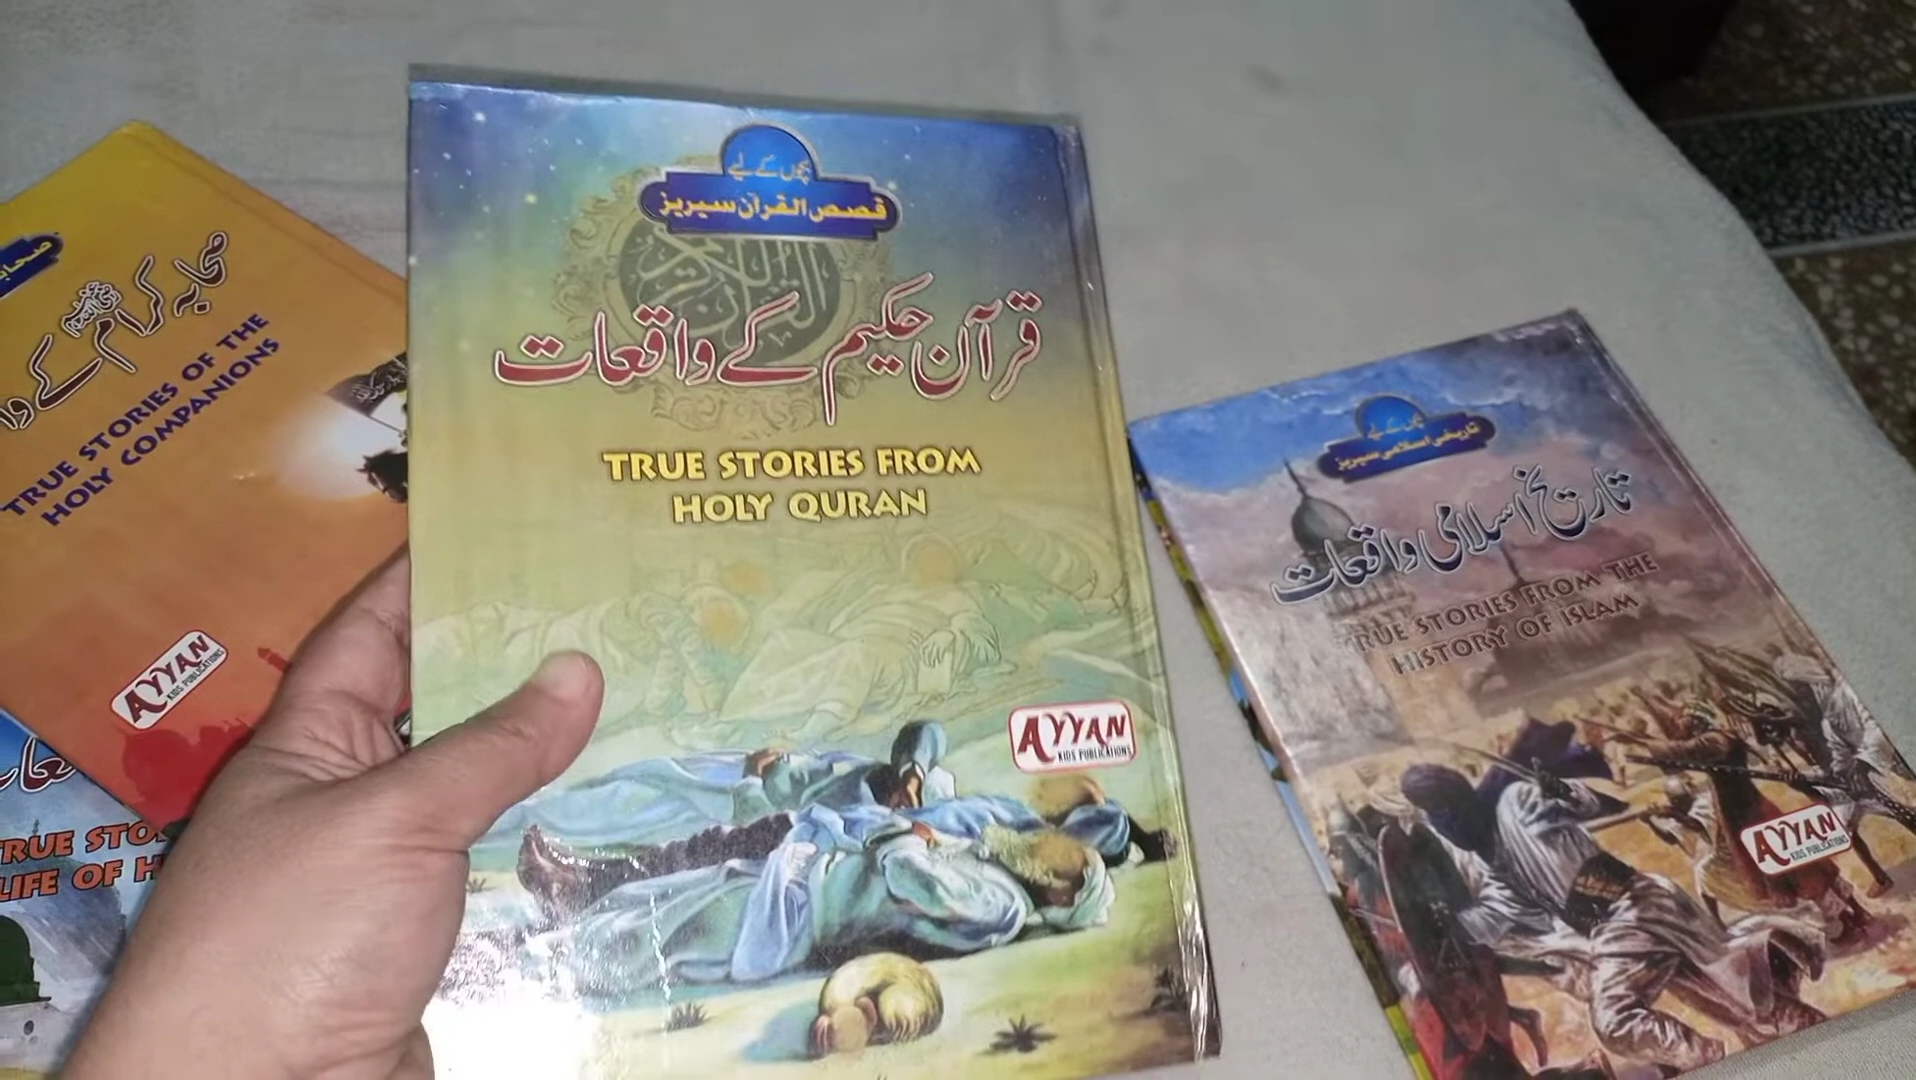 بچوں کے لیے
قصص القرآن سیریز
قرآن حکیم کے واقعات
TRUE STORIES FROM
HOLY QURAN
AYYAN
KIDS PUBLICATIONS
صحابہ کرام کے
TRUE STORIES OF THE
HOLY COMPANIONS
AYYAN
KIDS PUBLICATIONS
TRUE
LIFE OF
بچوں کے لیے
تاریخی اسلامی سیریز
تاریخ اسلامی واقعات
TRUE STORIES FROM THE
HISTORY OF ISLAM
AYYAN
KIDS PUBLICATIONS